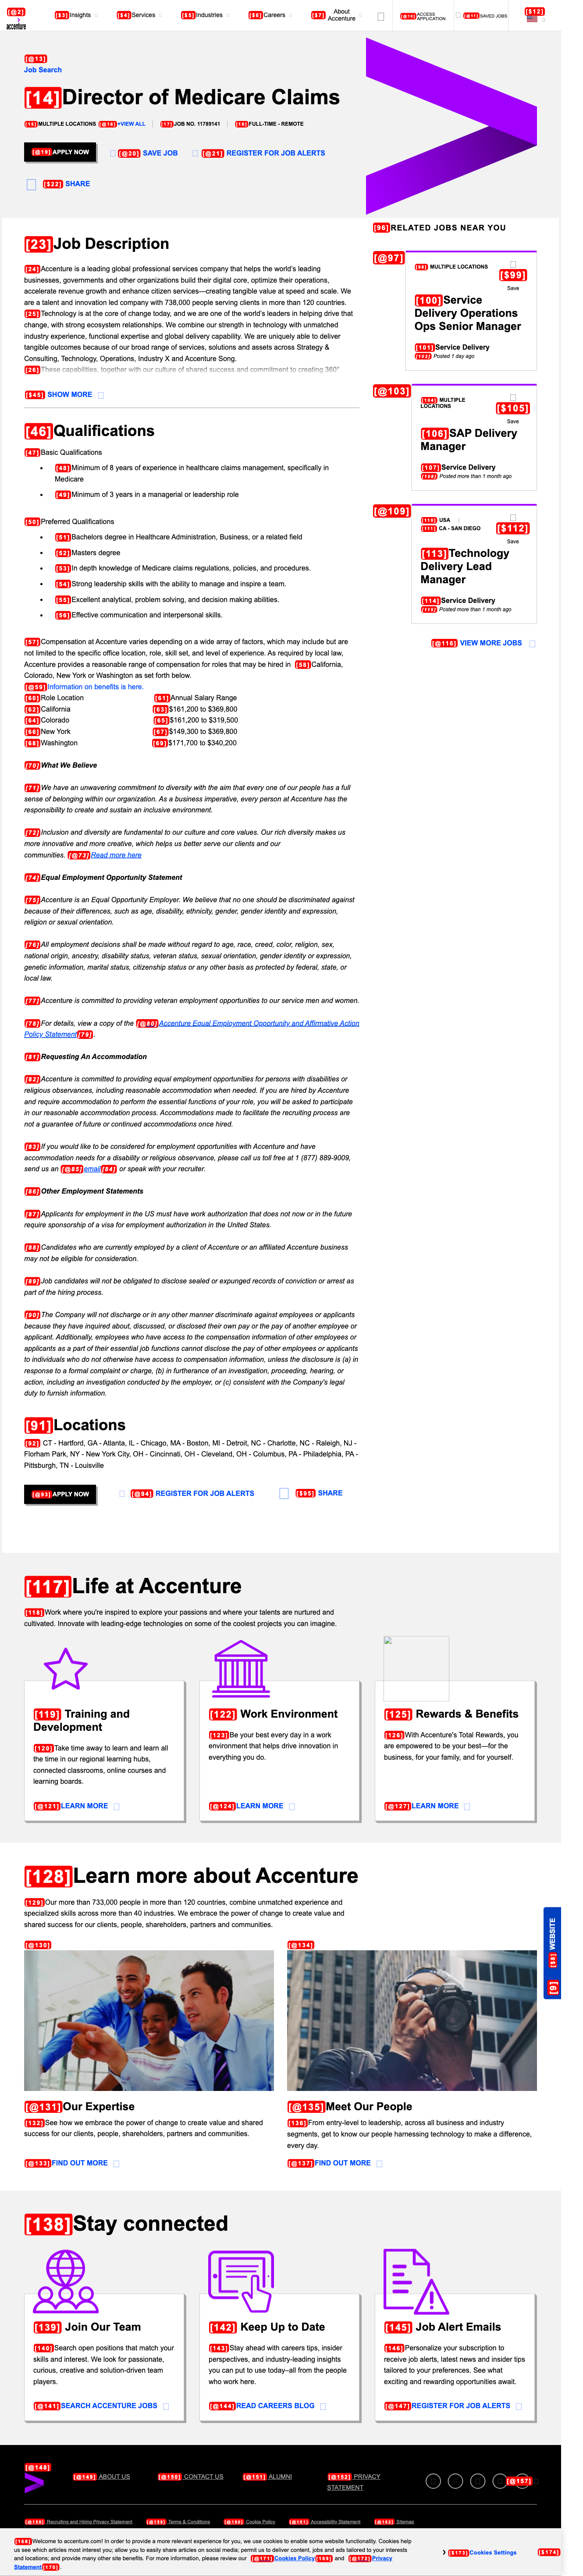 [@2]
accenture
[$3]Insights
[$4]Services
[$5]Industries
[$6]Careers
[$7] About Accenture
ACCESS APPLICATION
SAVED JOBS
[$12]
[@13]
Job Search
[14]Director of Medicare Claims
[15]MULTIPLE LOCATIONS [@16]+VIEW ALL
[17]JOB NO. 11789141
[18]FULL-TIME - REMOTE
[@19]APPLY NOW
[@20] SAVE JOB
[@21] REGISTER FOR JOB ALERTS
[$22] SHARE
[23]Job Description
[24]Accenture is a leading global professional services company that helps the world's leading
businesses, governments and other organizations build their digital core, optimize their operations,
accelerate revenue growth and enhance citizen services—creating tangible value at speed and scale. We
are a talent and innovation led company with 738,000 people serving clients in more than 120 countries.
[25]Technology is at the core of change today, and we are one of the world's leaders in helping drive that
change, with strong ecosystem relationships. We combine our strength in technology with unmatched
industry experience, functional expertise and global delivery capability. We are uniquely able to deliver
tangible outcomes because of our broad range of services, solutions and assets across Strategy &
Consulting, Technology, Operations, Industry X and Accenture Song.
[26]These capabilities, together with our culture of shared success and commitment to creating 360°
[$45] SHOW MORE
[46]Qualifications
[47]Basic Qualifications
• [48]Minimum of 8 years of experience in healthcare claims management, specifically in
Medicare
• [49]Minimum of 3 years in a managerial or leadership role
[50]Preferred Qualifications
• [51]Bachelors degree in Healthcare Administration, Business, or a related field
• [52]Masters degree
• [53]In depth knowledge of Medicare claims regulations, policies, and procedures.
• [54]Strong leadership skills with the ability to manage and inspire a team.
• [55]Excellent analytical, problem solving, and decision making abilities.
• [56]Effective communication and interpersonal skills.
[57]Compensation at Accenture varies depending on a wide array of factors, which may include but are
not limited to the specific office location, role, skill set, and level of experience. As required by local law,
Accenture provides a reasonable range of compensation for roles that may be hired in [58]California,
Colorado, New York or Washington as set forth below.
[@59]Information on benefits is here.
[60]Role Location [61]Annual Salary Range
[62]California [63]$161,200 to $369,800
[64]Colorado [65]$161,200 to $319,500
[66]New York [67]$149,300 to $369,800
[68]Washington [69]$171,700 to $340,200
[70]What We Believe
[71]We have an unwavering commitment to diversity with the aim that every one of our people has a full
sense of belonging within our organization. As a business imperative, every person at Accenture has the
responsibility to create and sustain an inclusive environment.
[72]Inclusion and diversity are fundamental to our culture and core values. Our rich diversity makes us
more innovative and more creative, which helps us better serve our clients and our
communities. [@73]Read more here
[74]Equal Employment Opportunity Statement
[75]Accenture is an Equal Opportunity Employer. We believe that no one should be discriminated against
because of their differences, such as age, disability, ethnicity, gender, gender identity and expression,
religion or sexual orientation.
[76]All employment decisions shall be made without regard to age, race, creed, color, religion, sex,
national origin, ancestry, disability status, veteran status, sexual orientation, gender identity or expression,
genetic information, marital status, citizenship status or any other basis as protected by federal, state, or
local law.
[77]Accenture is committed to providing veteran employment opportunities to our service men and women.
[78]For details, view a copy of the [@80]Accenture Equal Employment Opportunity and Affirmative Action
Policy Statement[79].
[81]Requesting An Accommodation
[82]Accenture is committed to providing equal employment opportunities for persons with disabilities or
religious observances, including reasonable accommodation when needed. If you are hired by Accenture
and require accommodation to perform the essential functions of your role, you will be asked to participate
in our reasonable accommodation process. Accommodations made to facilitate the recruiting process are
not a guarantee of future or continued accommodations once hired.
[83]If you would like to be considered for employment opportunities with Accenture and have
accommodation needs for a disability or religious observance, please call us toll free at 1 (877) 889-9009,
send us an [@85]email[84] or speak with your recruiter.
[86]Other Employment Statements
[87]Applicants for employment in the US must have work authorization that does not now or in the future
require sponsorship of a visa for employment authorization in the United States.
[88]Candidates who are currently employed by a client of Accenture or an affiliated Accenture business
may not be eligible for consideration.
[89]Job candidates will not be obligated to disclose sealed or expunged records of conviction or arrest as
part of the hiring process.
[90]The Company will not discharge or in any other manner discriminate against employees or applicants
because they have inquired about, discussed, or disclosed their own pay or the pay of another employee or
applicant. Additionally, employees who have access to the compensation information of other employees or
applicants as a part of their essential job functions cannot disclose the pay of other employees or applicants
to individuals who do not otherwise have access to compensation information, unless the disclosure is (a) in
response to a formal complaint or charge, (b) in furtherance of an investigation, proceeding, hearing, or
action, including an investigation conducted by the employer, or (c) consistent with the Company's legal
duty to furnish information.
[91]Locations
[92] CT - Hartford, GA - Atlanta, IL - Chicago, MA - Boston, MI - Detroit, NC - Charlotte, NC - Raleigh, NJ -
Florham Park, NY - New York City, OH - Cincinnati, OH - Cleveland, OH - Columbus, PA - Philadelphia, PA -
Pittsburgh, TN - Louisville
[@93]APPLY NOW
[@94] REGISTER FOR JOB ALERTS
[$95] SHARE
[96]RELATED JOBS NEAR YOU
[@97]
[98] MULTIPLE LOCATIONS
[$99]
Save
[100]Service
Delivery Operations
Ops Senior Manager
[101]Service Delivery
[102] Posted 1 day ago
[@103]
[104] MULTIPLE
LOCATIONS
[$105]
Save
[106]SAP Delivery
Manager
[107]Service Delivery
[108] Posted more than 1 month ago
[@109]
[110] USA
[111] CA - SAN DIEGO
[$112]
Save
[113]Technology
Delivery Lead
Manager
[114]Service Delivery
[115] Posted more than 1 month ago
[@116] VIEW MORE JOBS
[117]Life at Accenture
[118]Work where you're inspired to explore your passions and where your talents are nurtured and
cultivated. Innovate with leading-edge technologies on some of the coolest projects you can imagine.
[119] Training and
Development
[120]Take time away to learn and learn all
the time in our regional learning hubs,
connected classrooms, online courses and
learning boards.
[@121]LEARN MORE
[122] Work Environment
[123]Be your best every day in a work
environment that helps drive innovation in
everything you do.
[@124]LEARN MORE
[125] Rewards & Benefits
[126]With Accenture's Total Rewards, you
are empowered to be your best—for the
business, for your family, and for yourself.
[@127]LEARN MORE
[128]Learn more about Accenture
[129]Our more than 733,000 people in more than 120 countries, combine unmatched experience and
specialized skills across more than 40 industries. We embrace the power of change to create value and
shared success for our clients, people, shareholders, partners and communities.
[$8] WEBSITE
[9]
[@130]
[@134]
[@131]Our Expertise
[132]See how we embrace the power of change to create value and shared
success for our clients, people, shareholders, partners and communities.
[@133]FIND OUT MORE
[@135]Meet Our People
[136]From entry-level to leadership, across all business and industry
segments, get to know our people harnessing technology to make a difference,
every day.
[@137]FIND OUT MORE
[138]Stay connected
[139] Join Our Team
[140]Search open positions that match your
skills and interest. We look for passionate,
curious, creative and solution-driven team
players.
[@141]SEARCH ACCENTURE JOBS
[142] Keep Up to Date
[143]Stay ahead with careers tips, insider
perspectives, and industry-leading insights
you can put to use today–all from the people
who work here.
[@144]READ CAREERS BLOG
[145] Job Alert Emails
[146]Personalize your subscription to
receive job alerts, latest news and insider tips
tailored to your preferences. See what
exciting and rewarding opportunities await.
[@147]REGISTER FOR JOB ALERTS
[@148]
[@149] ABOUT US
[@150] CONTACT US
[@151] ALUMNI
[@152] PRIVACY
STATEMENT
[@157]
Recruiting and Hiring Privacy Statement
Terms & Conditions
Cookie Policy
Accessibility Statement
Sitemap
[168]Welcome to accenture.com! In order to provide a more relevant experience for you, we use cookies to enable some website functionality. Cookies help
us see which articles most interest you; allow you to easily share articles on social media; permit us to deliver content, jobs and ads tailored to your interests
and locations; and provide many other site benefits. For more information, please review our [@171]Cookies Policy[169] and [@172]Privacy
Statement[170].
[$173]Cookies Settings
[$174]